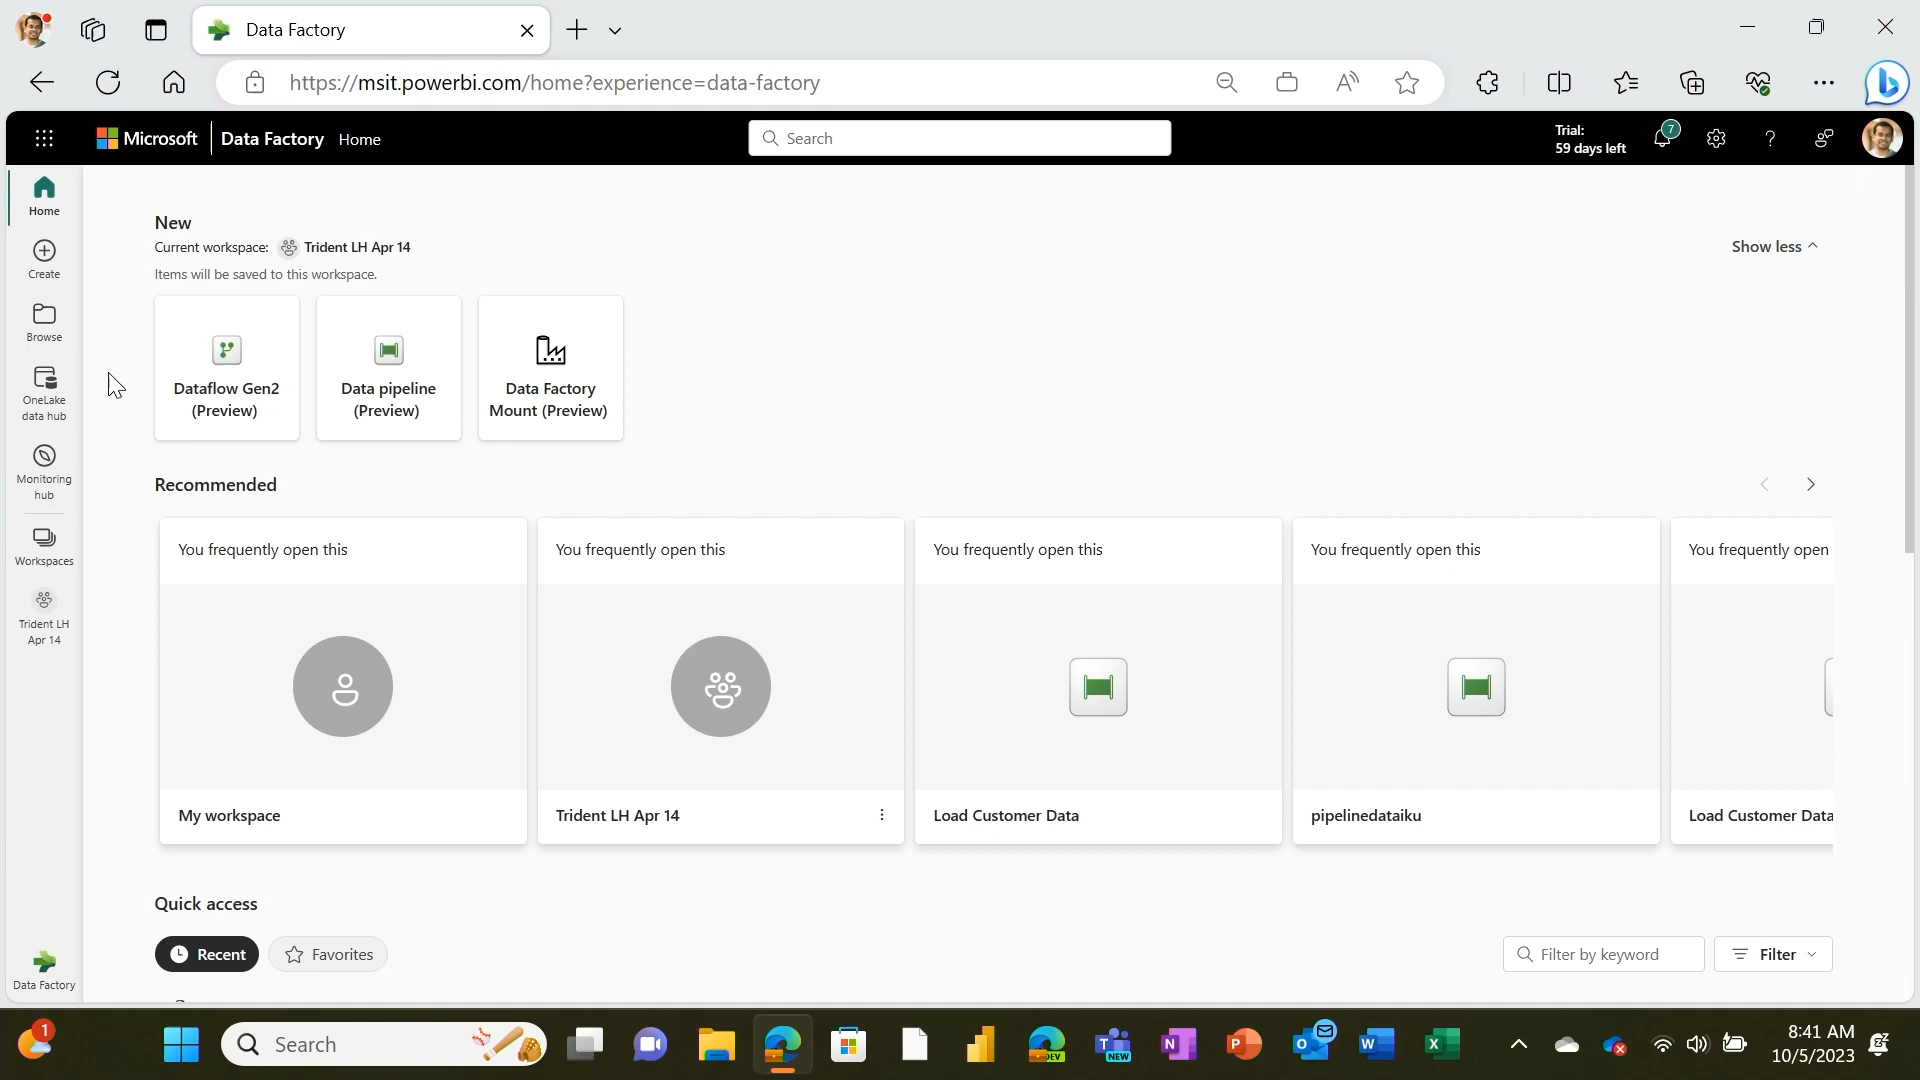 Data Factory
https://msit.powerbi.com/home?experience=data-factory
Microsoft
Data Factory
Home
Search
Trial:
59 days left
7
?
Home
Create
Browse
OneLake
data hub
Monitoring
hub
Workspaces
Trident LH
Apr 14
Data Factory
New
Current workspace: Trident LH Apr 14
Items will be saved to this workspace.
Show less
Dataflow Gen2
(Preview)
Data pipeline
(Preview)
Data Factory
Mount (Preview)
Recommended
You frequently open this
You frequently open this
You frequently open this
You frequently open this
You frequently open
My workspace
Trident LH Apr 14
Load Customer Data
pipelinedataiku
Load Customer Data
Quick access
Recent
Favorites
Filter by keyword
Filter
1
Search
DEV
T
NEW
N
P
O
W
X
8:41 AM
10/5/2023